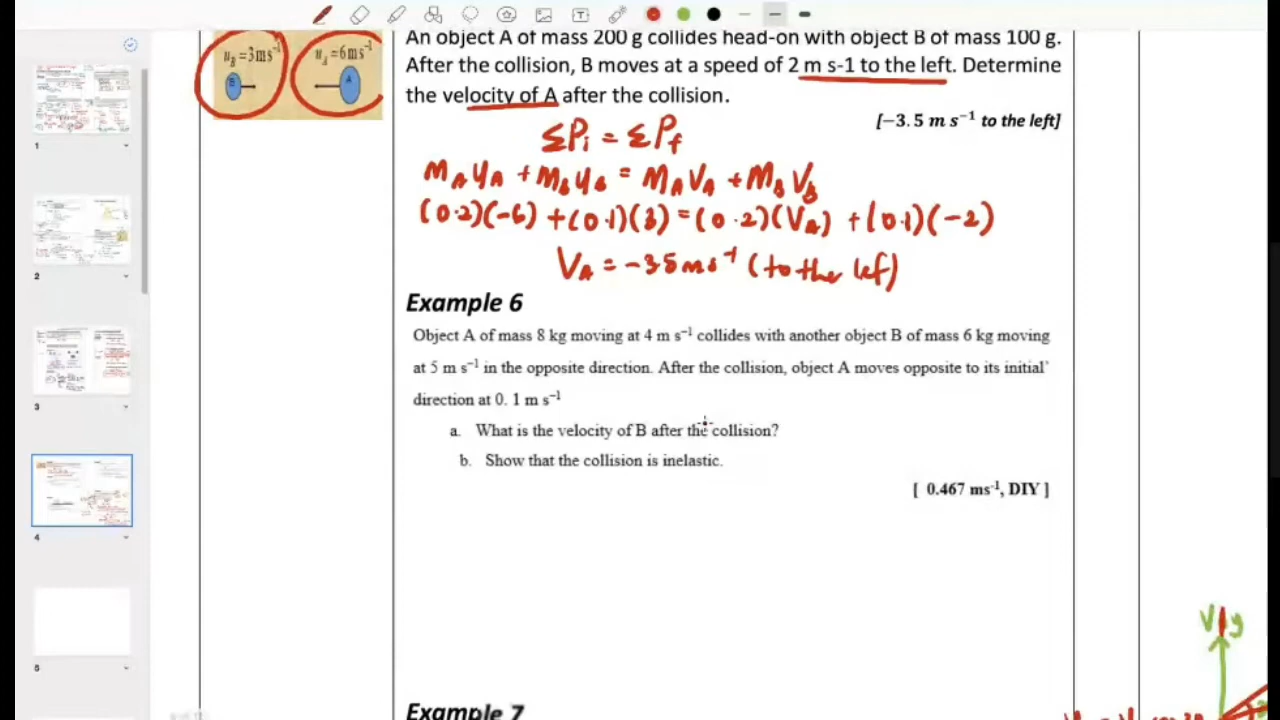 u_B=3ms⁻¹
u_A=6ms⁻¹
B
A
An object A of mass 200 g collides head-on with object B of mass 100 g.
After the collision, B moves at a speed of 2 m s-1 to the left. Determine
the velocity of A after the collision.
[−3.5 m s⁻¹ to the left]
ΣPi = ΣPf
MAUA + MBUB = MAVA + MBVB
(0.2)(-6) + (0.1)(3) = (0.2)(VA) + (0.1)(-2)
VA = -3.5ms⁻¹ (to the left)
Example 6
Object A of mass 8 kg moving at 4 m s⁻¹ collides with another object B of mass 6 kg moving
at 5 m s⁻¹ in the opposite direction. After the collision, object A moves opposite to its initial
direction at 0. 1 m s⁻¹
a. What is the velocity of B after the collision?
b. Show that the collision is inelastic.
[ 0.467 ms⁻¹, DIY ]
Example 7
Vy
1
2
3
4
5